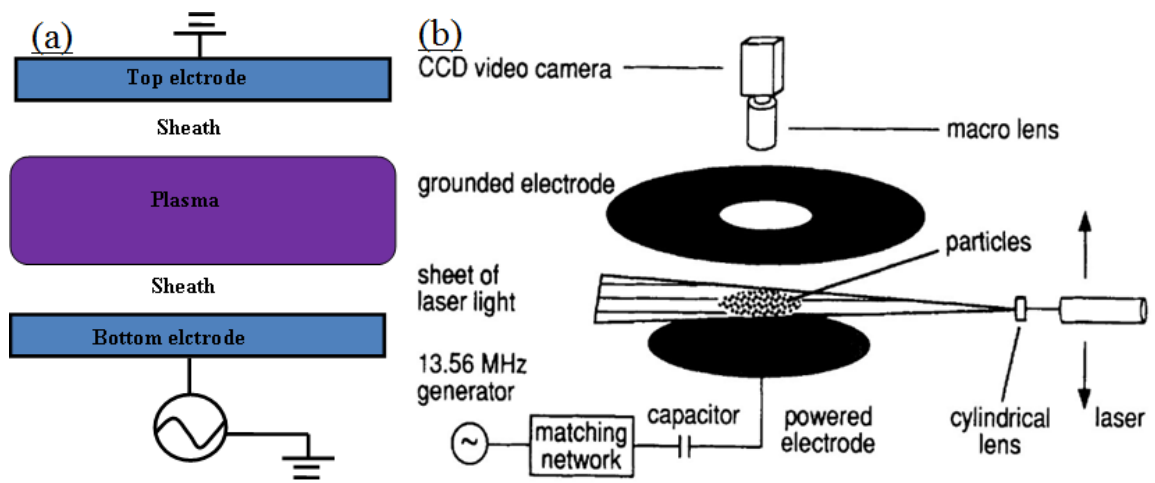 (a)
Top elctrode
Sheath
Plasma
Sheath
Bottom elctrode
(b)
CCD video camera
macro lens
grounded electrode
particles
sheet of
laser light
13.56 MHz
generator
capacitor
powered
electrode
cylindrical
lens
laser
~
matching
network